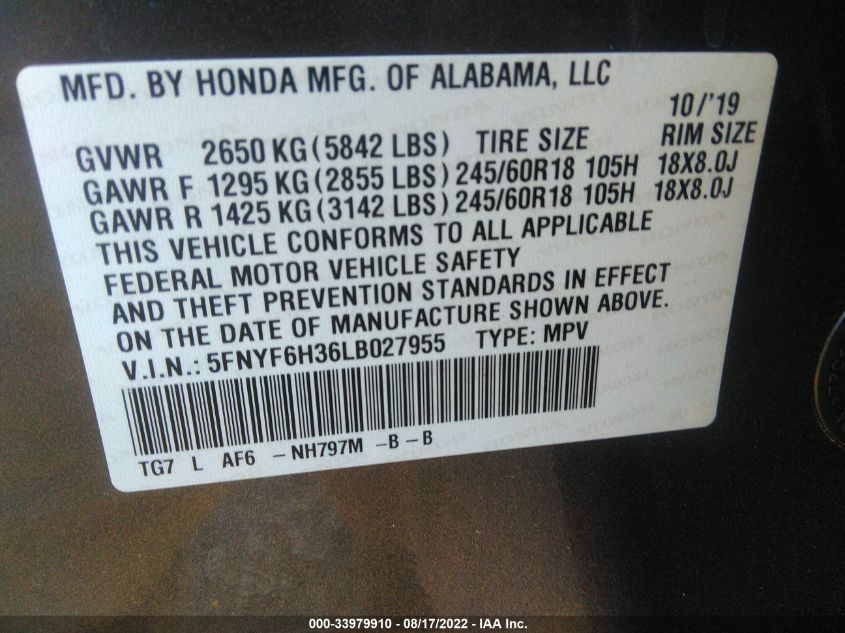 MFD. BY HONDA MFG. OF ALABAMA, LLC
10/'19
GVWR 2650 KG (5842 LBS) TIRE SIZE RIM SIZE
GAWR F 1295 KG (2855 LBS) 245/60R18 105H 18X8.0J
GAWR R 1425 KG (3142 LBS) 245/60R18 105H 18X8.0J
THIS VEHICLE CONFORMS TO ALL APPLICABLE
FEDERAL MOTOR VEHICLE SAFETY
AND THEFT PREVENTION STANDARDS IN EFFECT
ON THE DATE OF MANUFACTURE SHOWN ABOVE.
V.I.N.: 5FNYF6H36LB027955 TYPE: MPV
TG7 L AF6 - NH797M - B - B
000-33979910 - 08/17/2022 - IAA Inc.